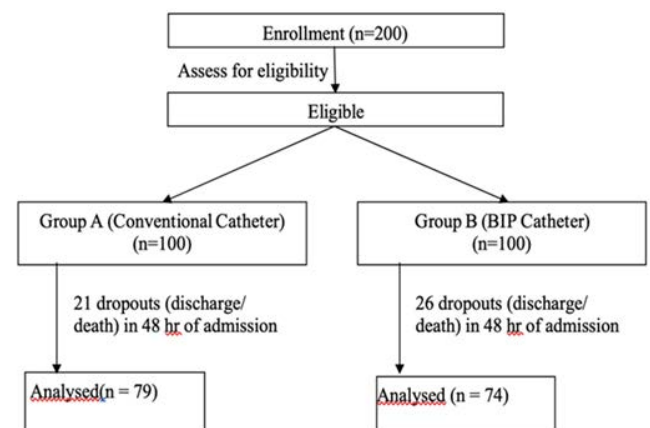 Enrollment (n=200)
Assess for eligibility
Eligible
Group A (Conventional Catheter)
(n=100)
Group B (BIP Catheter)
(n=100)
21 dropouts (discharge/
death) in 48 hr of admission
26 dropouts (discharge/
death) in 48 hr of admission
Analysed(n = 79)
Analysed (n = 74)